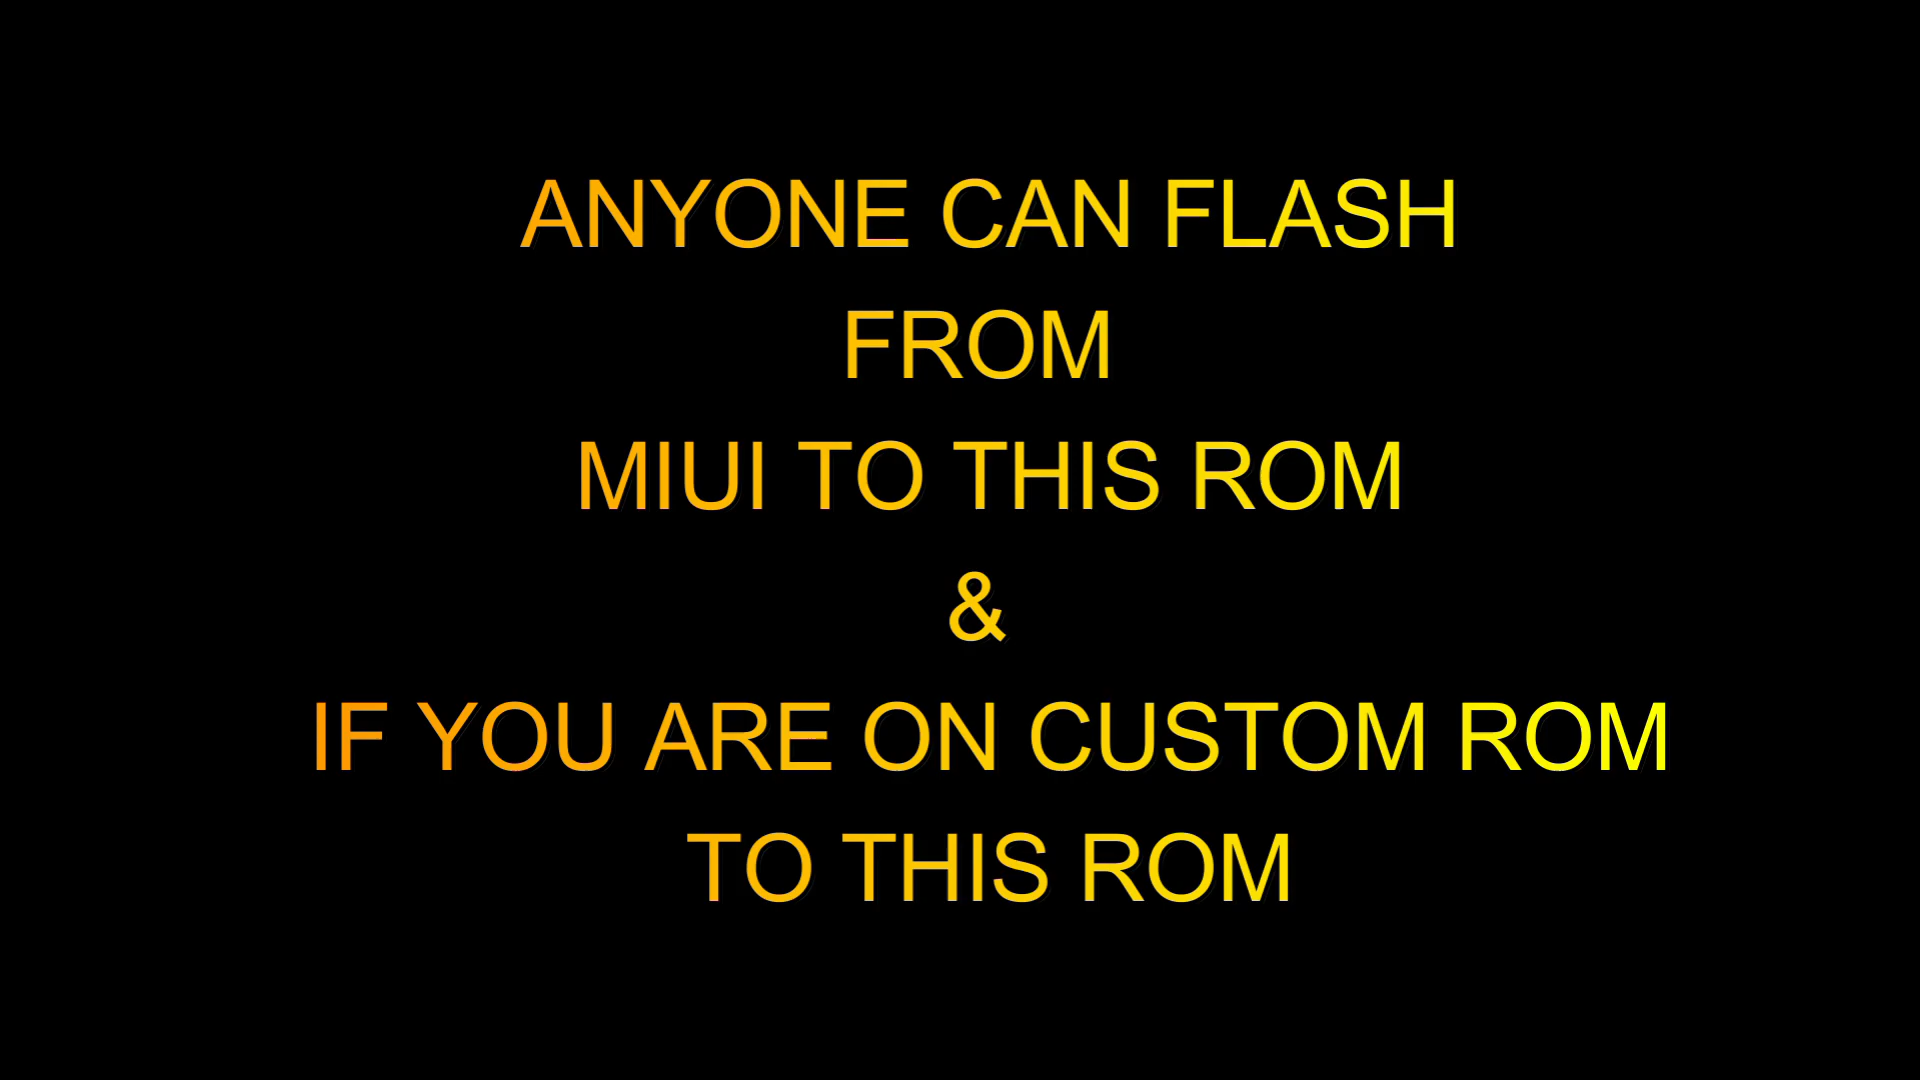 ANYONE CAN FLASH
FROM
MIUI TO THIS ROM
&
IF YOU ARE ON CUSTOM ROM
TO THIS ROM